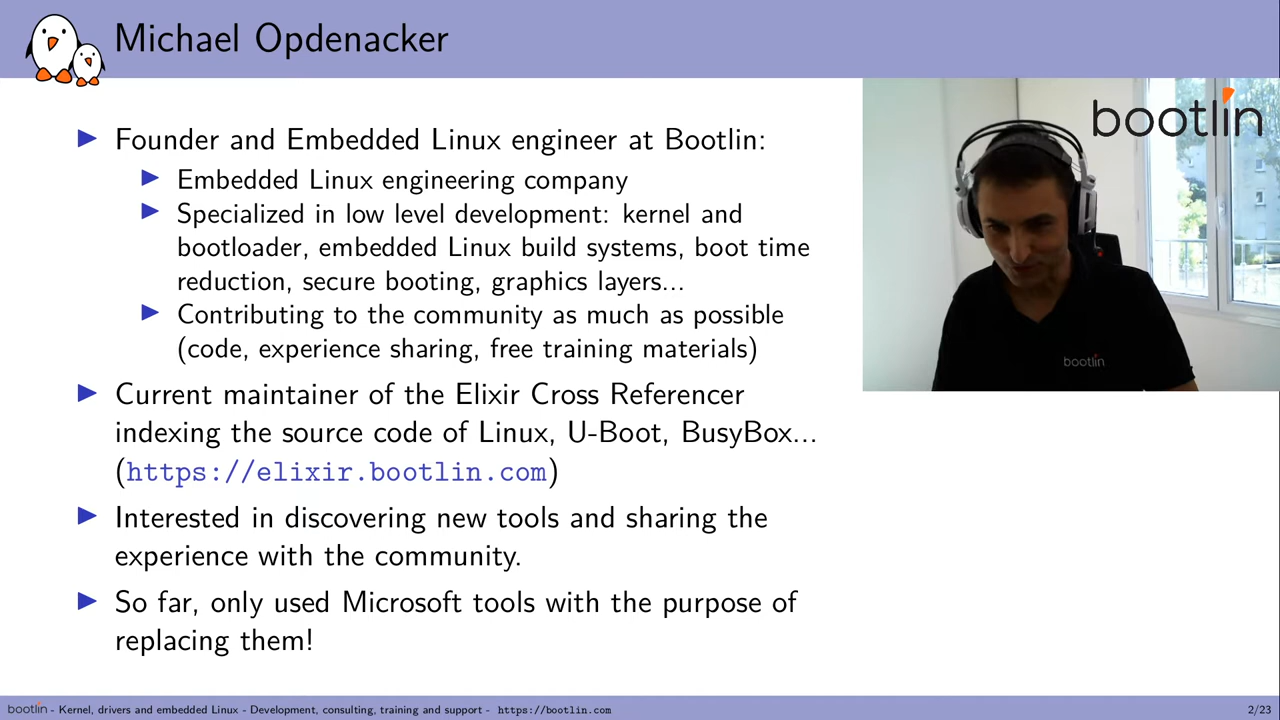 Michael Opdenacker
bootlin
Founder and Embedded Linux engineer at Bootlin:
Embedded Linux engineering company
Specialized in low level development: kernel and
bootloader, embedded Linux build systems, boot time
reduction, secure booting, graphics layers...
Contributing to the community as much as possible
(code, experience sharing, free training materials)
bootlin
Current maintainer of the Elixir Cross Referencer
indexing the source code of Linux, U-Boot, BusyBox...
(https://elixir.bootlin.com)
Interested in discovering new tools and sharing the
experience with the community.
So far, only used Microsoft tools with the purpose of
replacing them!
bootlin - Kernel, drivers and embedded Linux - Development, consulting, training and support - https://bootlin.com
2/23